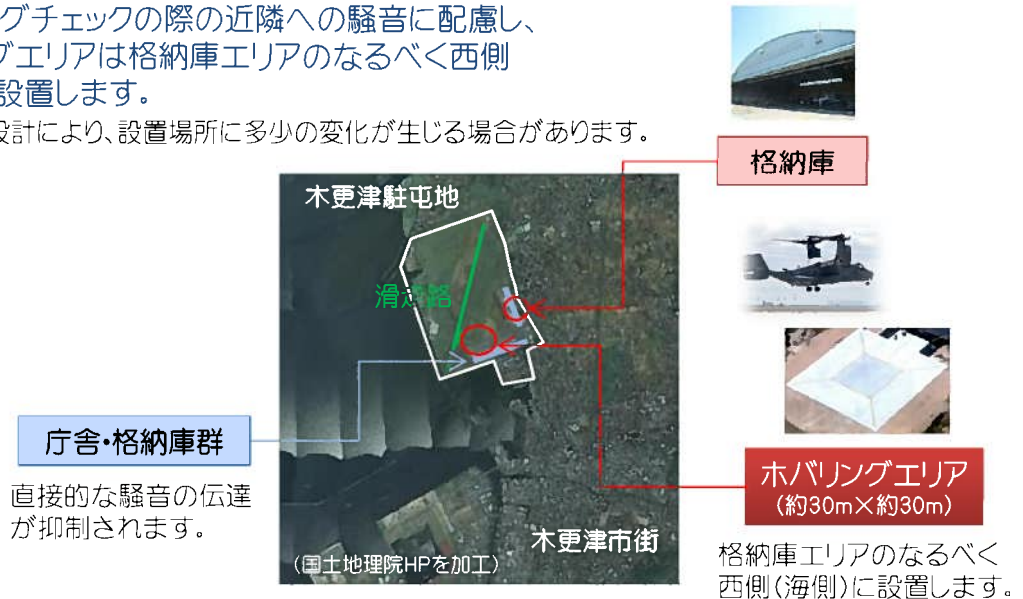 グチェックの際の近隣への騒音に配慮し、
グエリアは格納庫エリアのなるべく西側
設置します。
設計により、設置場所に多少の変化が生じる場合があります。
格納庫
木更津駐屯地
滑走路
庁舎・格納庫群
直接的な騒音の伝達
が抑制されます。
ホバリングエリア
(約30m×約30m)
木更津市街
(国土地理院HPを加工)
格納庫エリアのなるべく
西側(海側)に設置します。